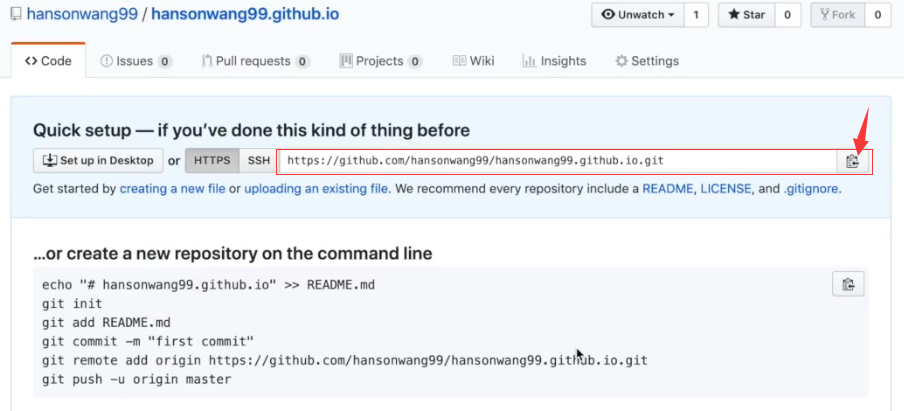 hansonwang99 / hansonwang99.github.io Unwatch 1 Star 0 Fork 0
Code Issues 0 Pull requests 0 Projects 0 Wiki Insights Settings
Quick setup — if you've done this kind of thing before
Set up in Desktop or HTTPS SSH https://github.com/hansonwang99/hansonwang99.github.io.git
Get started by creating a new file or uploading an existing file. We recommend every repository include a README, LICENSE, and .gitignore.
…or create a new repository on the command line
echo "# hansonwang99.github.io" >> README.md
git init
git add README.md
git commit -m "first commit"
git remote add origin https://github.com/hansonwang99/hansonwang99.github.io.git
git push -u origin master